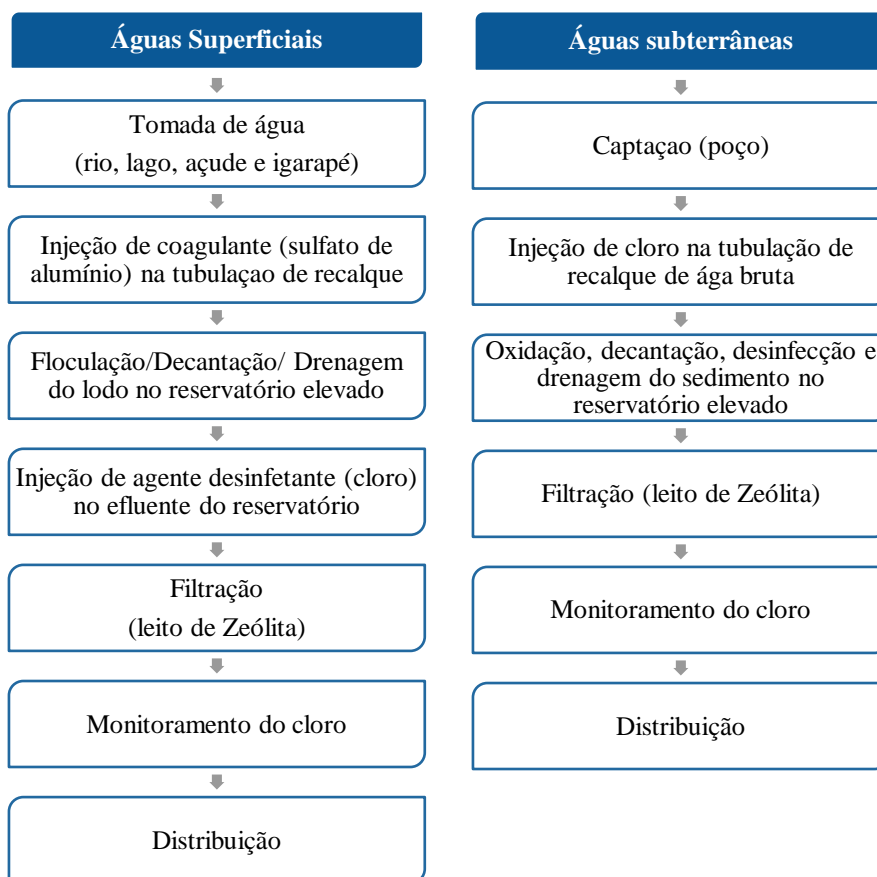 Águas Superficiais
Tomada de água
(rio, lago, açude e igarapé)
Injeção de coagulante (sulfato de
alumínio) na tubulaçao de recalque
Floculação/Decantação/ Drenagem
do lodo no reservatório elevado
Injeção de agente desinfetante (cloro)
no efluente do reservatório
Filtração
(leito de Zeólita)
Monitoramento do cloro
Distribuição
Águas subterrâneas
Captaçao (poço)
Injeção de cloro na tubulação de
recalque de ága bruta
Oxidação, decantação, desinfecção e
drenagem do sedimento no
reservatório elevado
Filtração (leito de Zeólita)
Monitoramento do cloro
Distribuição